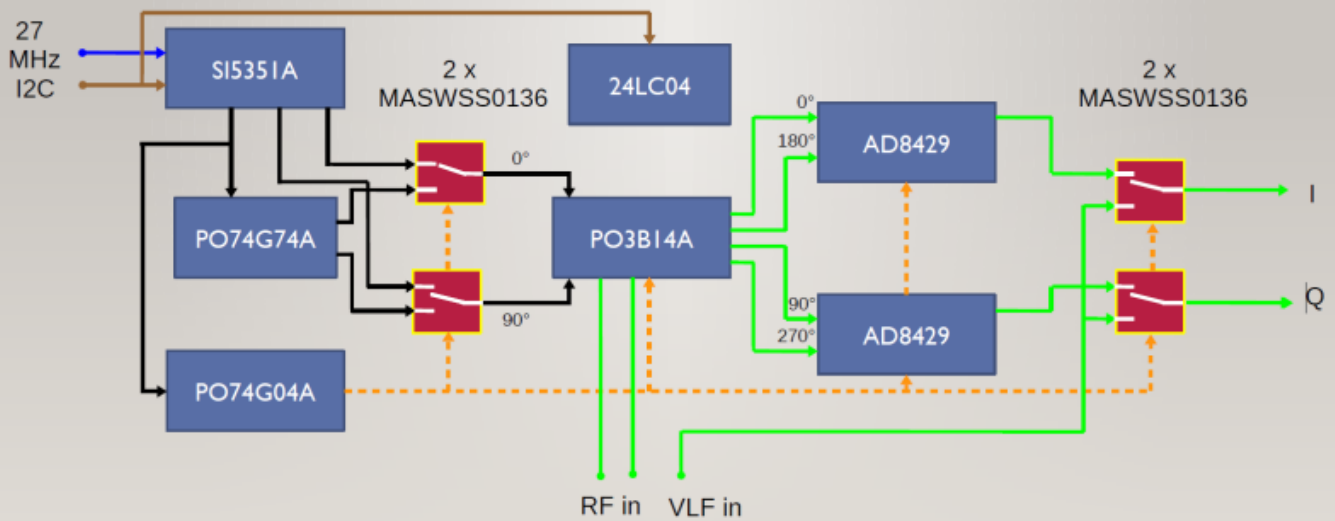 27
MHz
I2C
SI5351A
2 x
MASWSS0136
24LC04
2 x
MASWSS0136
0°
0°
180°
AD8429
PO74G74A
PO3B14A
I
90°
90°
270°
AD8429
Q
PO74G04A
RF in
VLF in